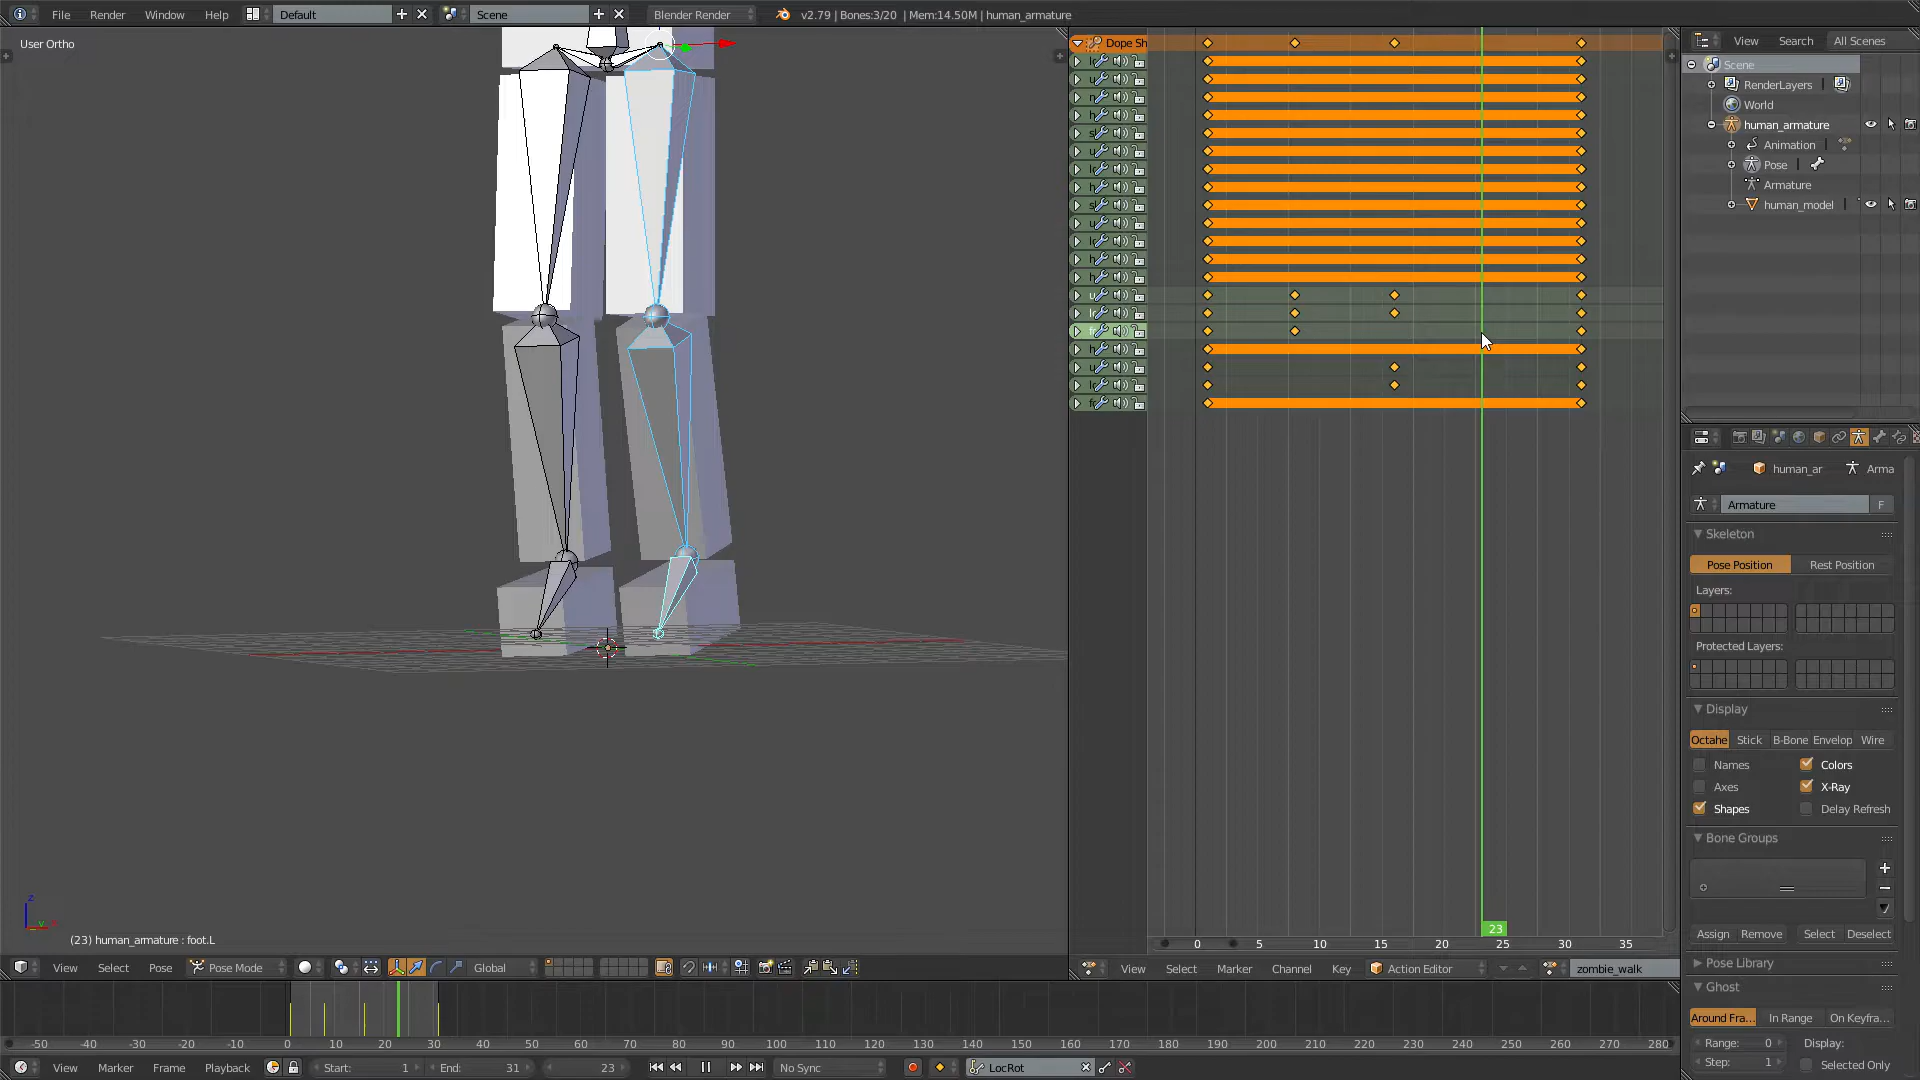 File Render Window Help Default Scene Blender Render v2.79 | Bones:3/20 | Mem:14.50M | human_armature
User Ortho
Dope Sh
View Search All Scenes
Scene
RenderLayers
World
human_armature
Animation
Pose
Armature
human_model
human_ar Arma
Armature F
Skeleton
Pose Position Rest Position
Layers:
Protected Layers:
Display
Octahe Stick B-Bone Envelop Wire
Names Colors
Axes X-Ray
Shapes Delay Refresh
Bone Groups
Assign Remove Select Deselect
Pose Library
Ghost
Around Fra... In Range On Keyfra...
Range: 0 Display:
Step: 1 Selected Only
23
0 5 10 15 20 25 30 35
(23) human_armature : foot.L
View Select Pose Pose Mode Global
View Select Marker Channel Key Action Editor zombie_walk
-50 -40 -30 -20 -10 0 10 20 30 40 50 60 70 80 90 100 110 120 130 140 150 160 170 180 190 200 210 220 230 240 250 260 270 280
View Marker Frame Playback Start: 1 End: 31 23 No Sync LocRot